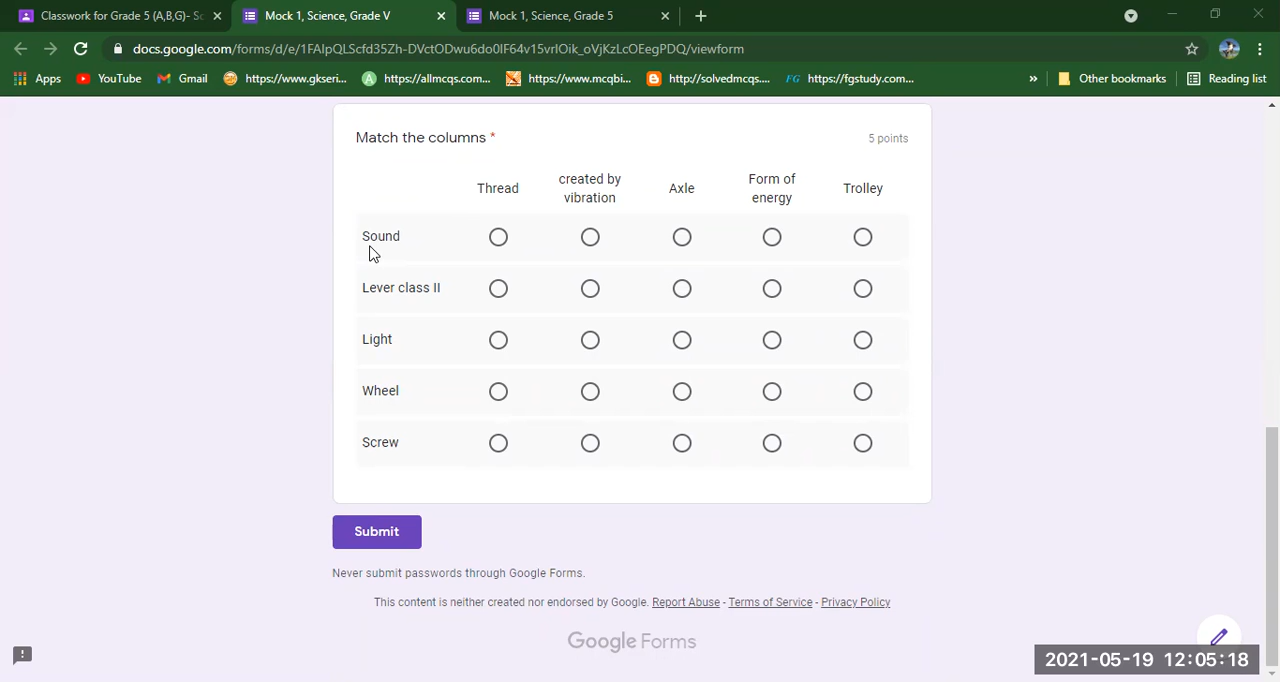 Classwork for Grade 5 (A,B,G)- Sc
Mock 1, Science, Grade V
Mock 1, Science, Grade 5
docs.google.com/forms/d/e/1FAIpQLScfd35Zh-DVctODwu6do0IF64v15vrIOik_oVjKzLcOEegPDQ/viewform
Apps YouTube Gmail https://www.gkseri... https://allmcqs.com... https://www.mcqbi... http://solvedmcqs.... FG https://fgstudy.com... » Other bookmarks Reading list
Match the columns * 5 points
Thread created by vibration Axle Form of energy Trolley
Sound
Lever class II
Light
Wheel
Screw
Submit
Never submit passwords through Google Forms.
This content is neither created nor endorsed by Google. Report Abuse - Terms of Service - Privacy Policy
Google Forms
2021-05-19 12:05:18